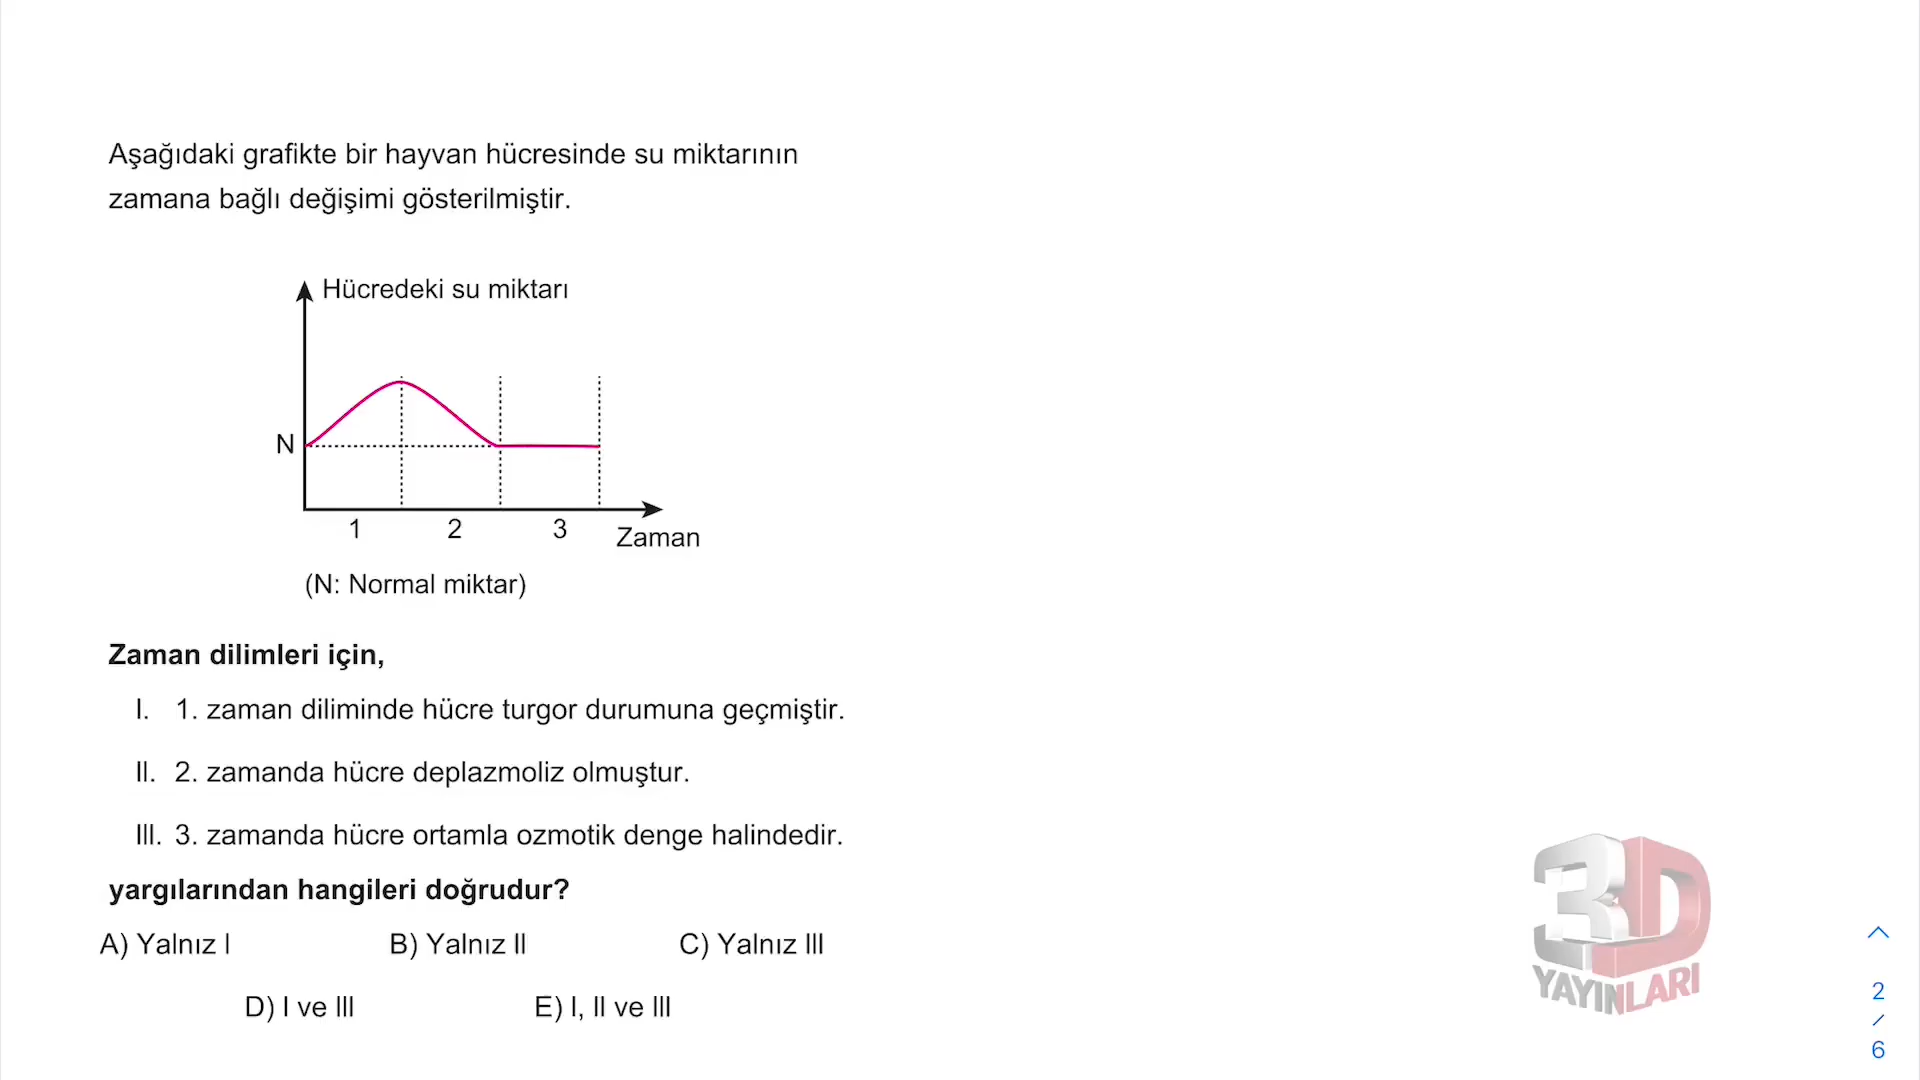 Aşağıdaki grafikte bir hayvan hücresinde su miktarının
zamana bağlı değişimi gösterilmiştir.
Hücredeki su miktarı
N
1 2 3
Zaman
(N: Normal miktar)
Zaman dilimleri için,
I. 1. zaman diliminde hücre turgor durumuna geçmiştir.
II. 2. zamanda hücre deplazmoliz olmuştur.
III. 3. zamanda hücre ortamla ozmotik denge halindedir.
yargılarından hangileri doğrudur?
A) Yalnız I B) Yalnız II C) Yalnız III
D) I ve III E) I, II ve III
3D
YAYINLARI
2
/
6